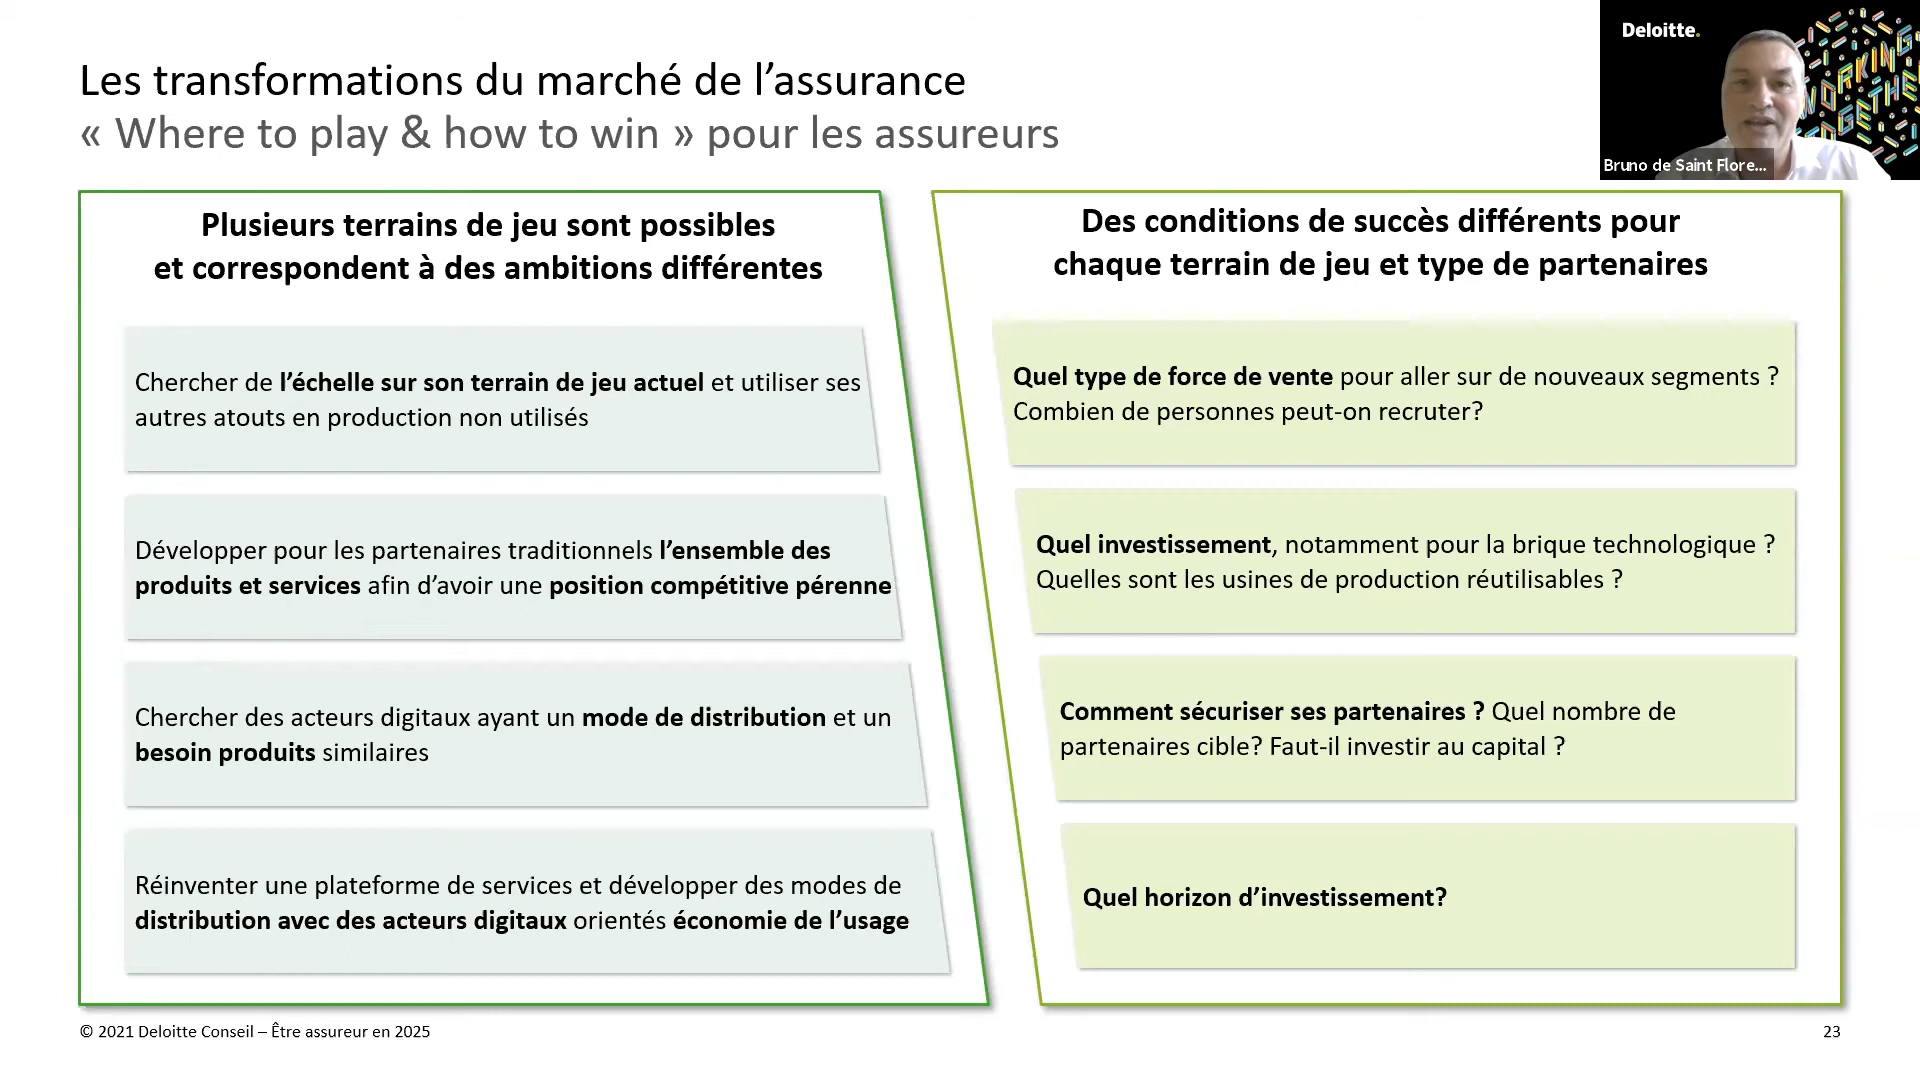 Les transformations du marché de l’assurance
« Where to play & how to win » pour les assureurs
Deloitte.
WORKING
TOGETHER
Bruno de Saint Flore...
Plusieurs terrains de jeu sont possibles
et correspondent à des ambitions différentes
Chercher de l’échelle sur son terrain de jeu actuel et utiliser ses
autres atouts en production non utilisés
Développer pour les partenaires traditionnels l’ensemble des
produits et services afin d’avoir une position compétitive pérenne
Chercher des acteurs digitaux ayant un mode de distribution et un
besoin produits similaires
Réinventer une plateforme de services et développer des modes de
distribution avec des acteurs digitaux orientés économie de l’usage
Des conditions de succès différents pour
chaque terrain de jeu et type de partenaires
Quel type de force de vente pour aller sur de nouveaux segments ?
Combien de personnes peut-on recruter?
Quel investissement, notamment pour la brique technologique ?
Quelles sont les usines de production réutilisables ?
Comment sécuriser ses partenaires ? Quel nombre de
partenaires cible? Faut-il investir au capital ?
Quel horizon d’investissement?
© 2021 Deloitte Conseil – Être assureur en 2025
23